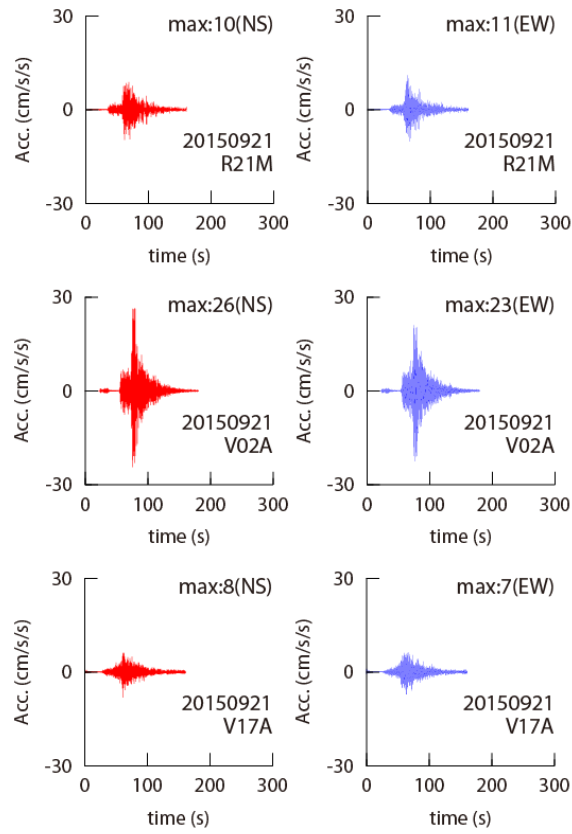 30
max:10(NS)
Acc. (cm/s/s)
0
20150921
R21M
-30
0 100 200 300
time (s)
max:11(EW)
Acc. (cm/s/s)
0
20150921
R21M
-30
0 100 200 300
time (s)
30
max:26(NS)
Acc. (cm/s/s)
0
20150921
V02A
-30
0 100 200 300
time (s)
30
max:23(EW)
Acc. (cm/s/s)
0
20150921
V02A
-30
0 100 200 300
time (s)
30
max:8(NS)
Acc. (cm/s/s)
0
20150921
V17A
-30
0 100 200 300
time (s)
30
max:7(EW)
Acc. (cm/s/s)
0
20150921
V17A
-30
0 100 200 300
time (s)